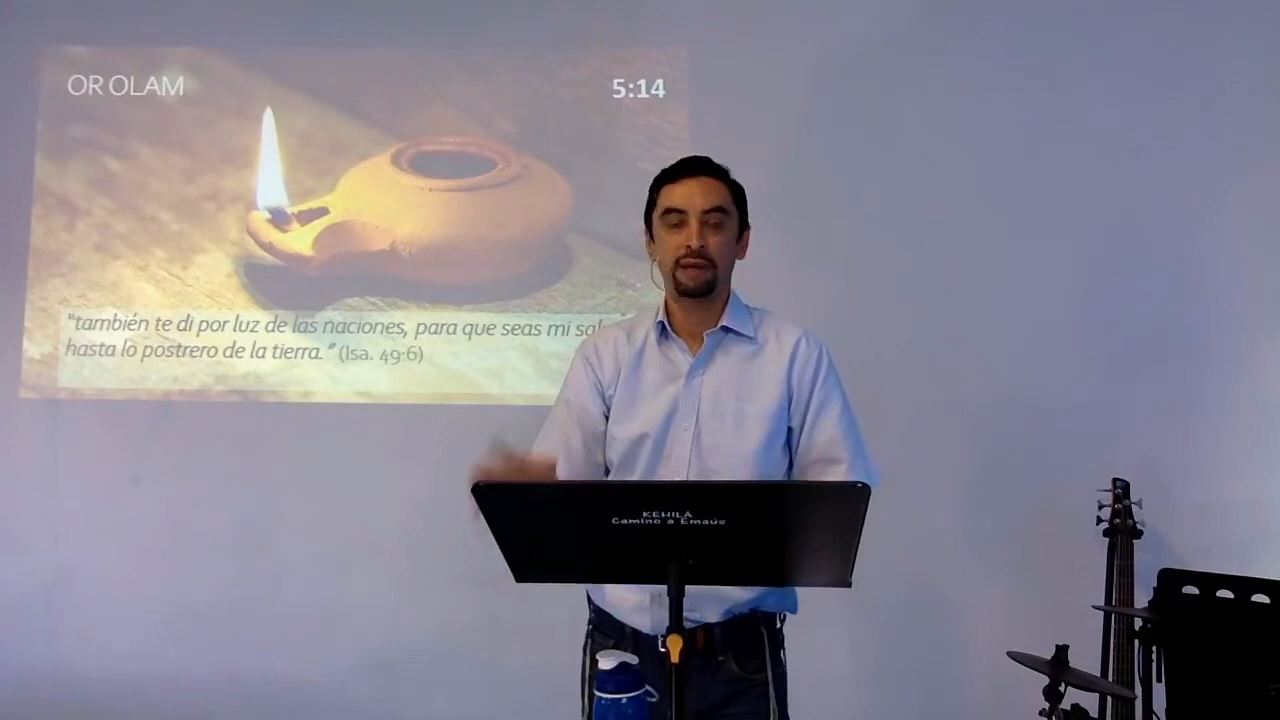 OR OLAM
5:14
"también te di por luz de las naciones, para que seas mi
hasta lo postrero de la tierra." (Isa. 49:6)
KEHILÁ
Camino a Emaús